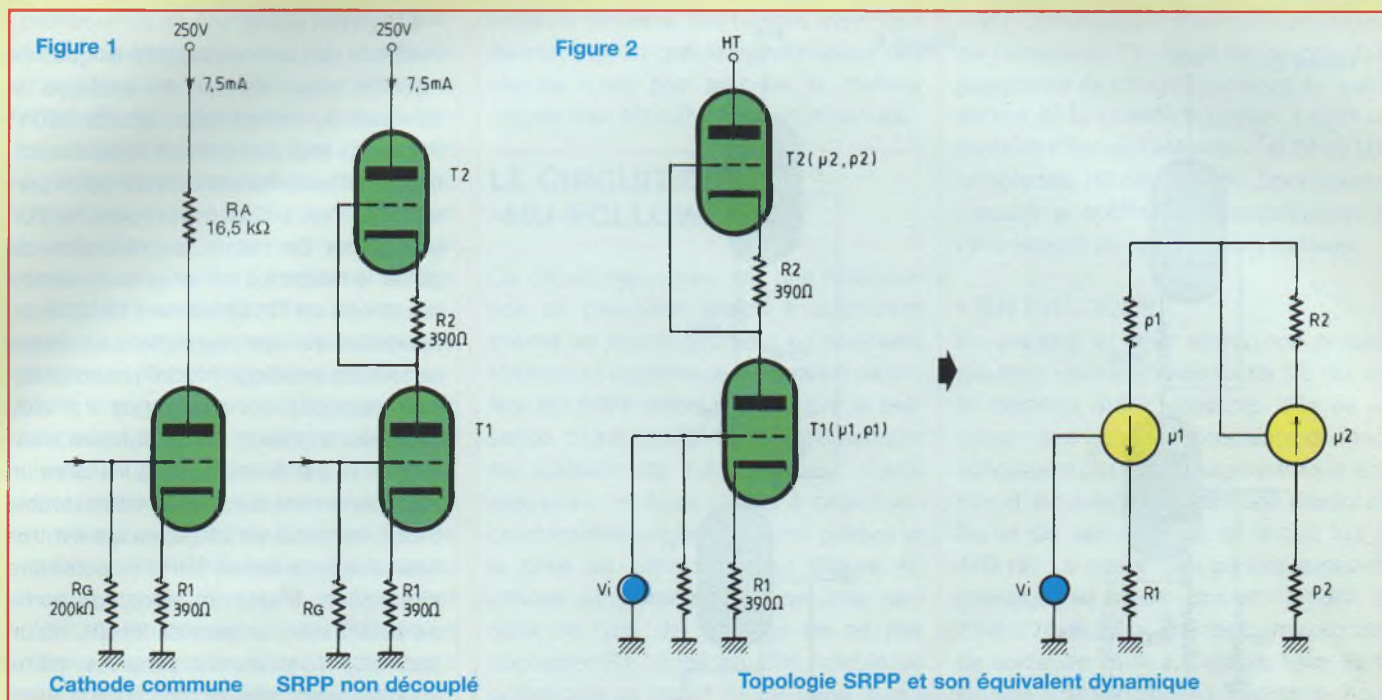 Figure 1
250V
250V
7,5mA
7,5mA
RA
16,5 kΩ
T2
R2
390Ω
T1
RG
200kΩ
R1
390Ω
RG
R1
390Ω
Cathode commune
SRPP non découplé
Figure 2
HT
T2(μ2,ρ2)
R2
390Ω
T1(μ1,ρ1)
Vi
R1
390Ω
ρ1
R2
μ1
μ2
Vi
R1
ρ2
Topologie SRPP et son équivalent dynamique